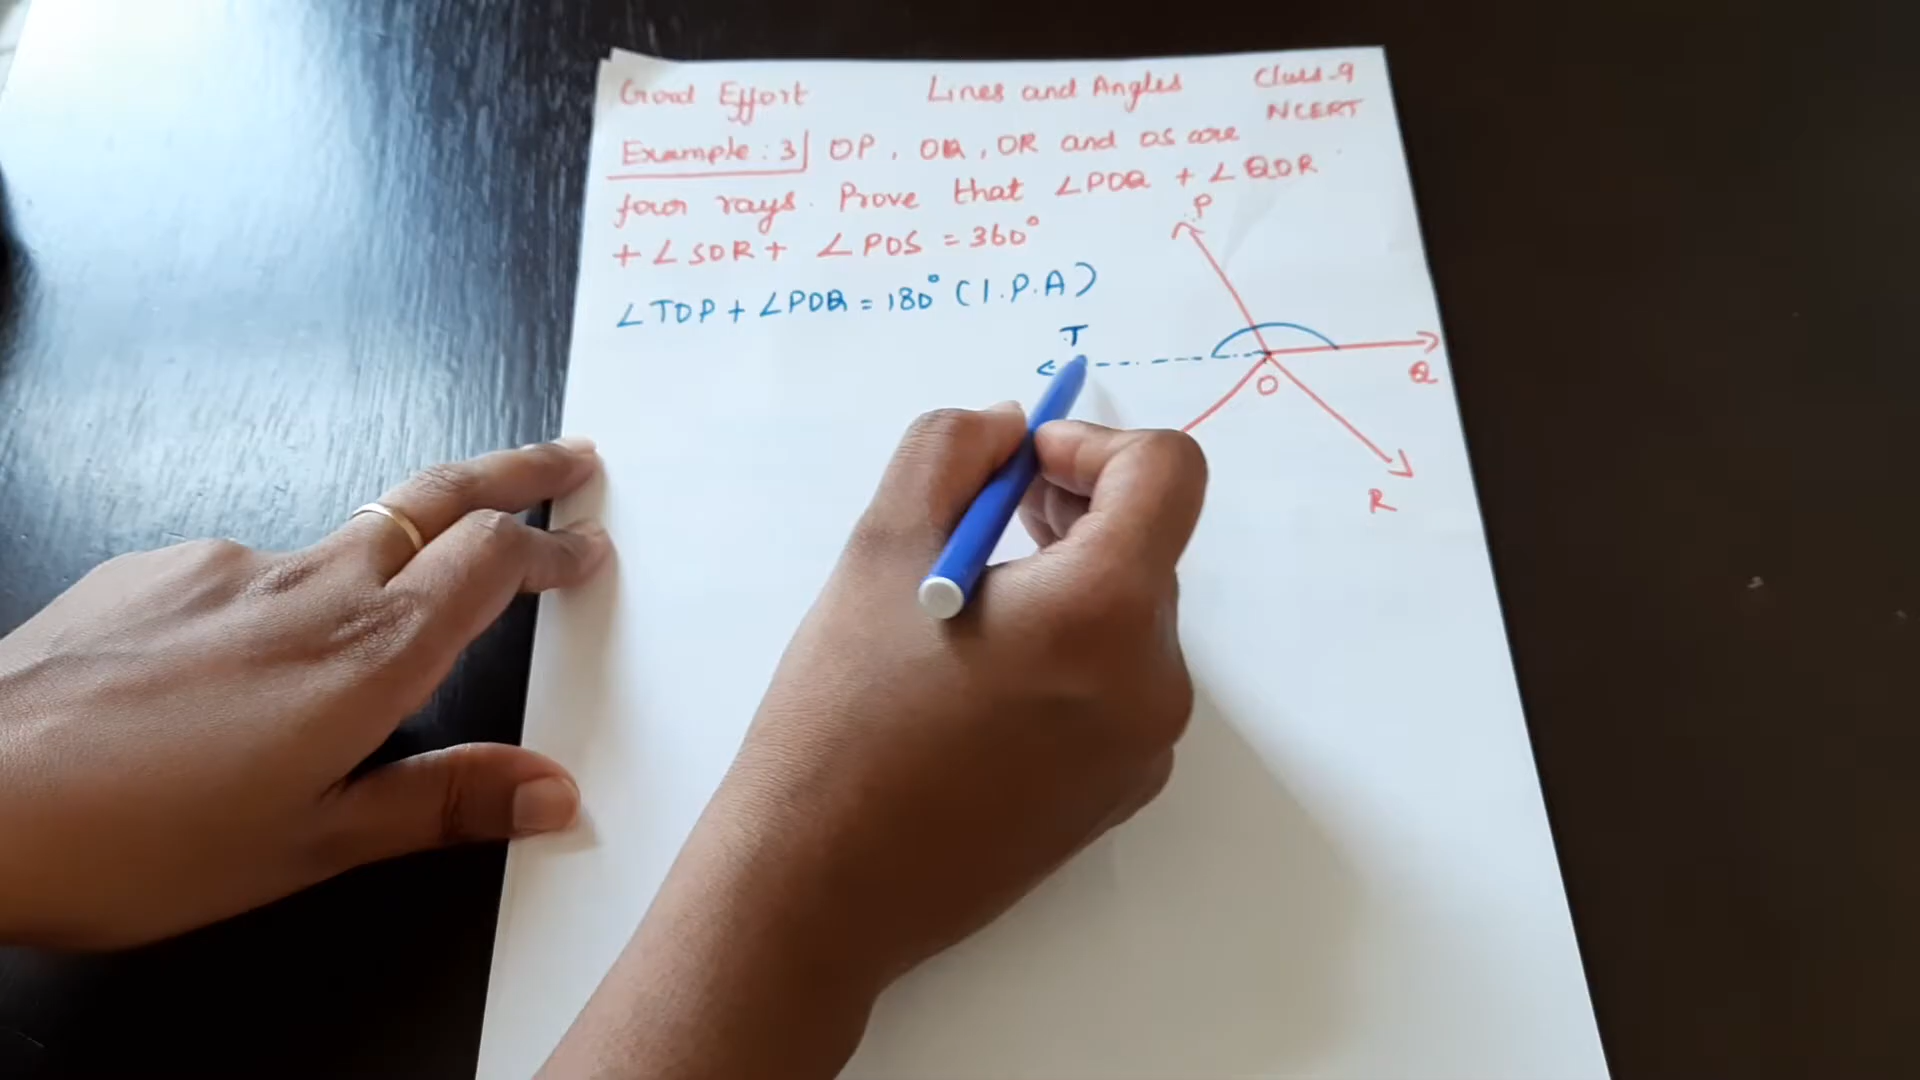 Good Effort Lines and Angles Class-9
NCERT
Example: 3 OP, OQ, OR and OS are
four rays. Prove that ∠POQ + ∠QOR
+ ∠SOR + ∠POS = 360°
∠TOP + ∠POQ = 180° (I.P.A)
P
T
Q
O
R